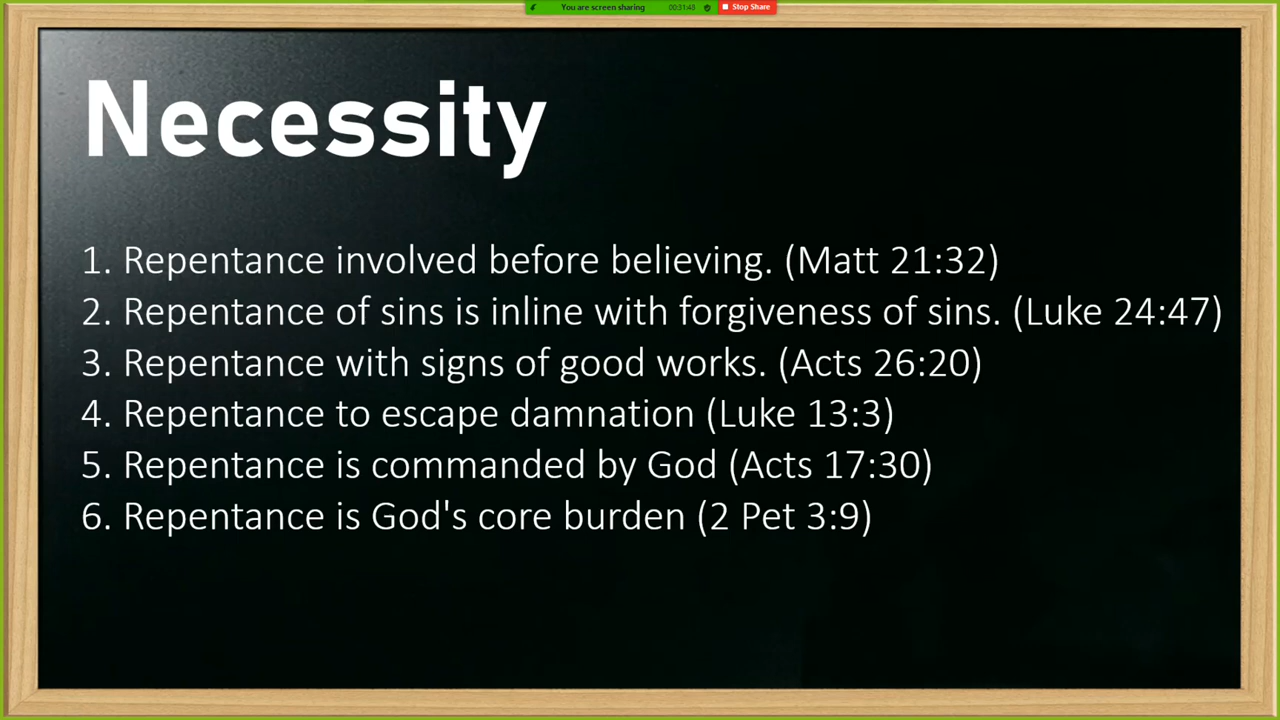 You are screen sharing 00:31:48 Stop Share
Necessity
1. Repentance involved before believing. (Matt 21:32)
2. Repentance of sins is inline with forgiveness of sins. (Luke 24:47)
3. Repentance with signs of good works. (Acts 26:20)
4. Repentance to escape damnation (Luke 13:3)
5. Repentance is commanded by God (Acts 17:30)
6. Repentance is God's core burden (2 Pet 3:9)